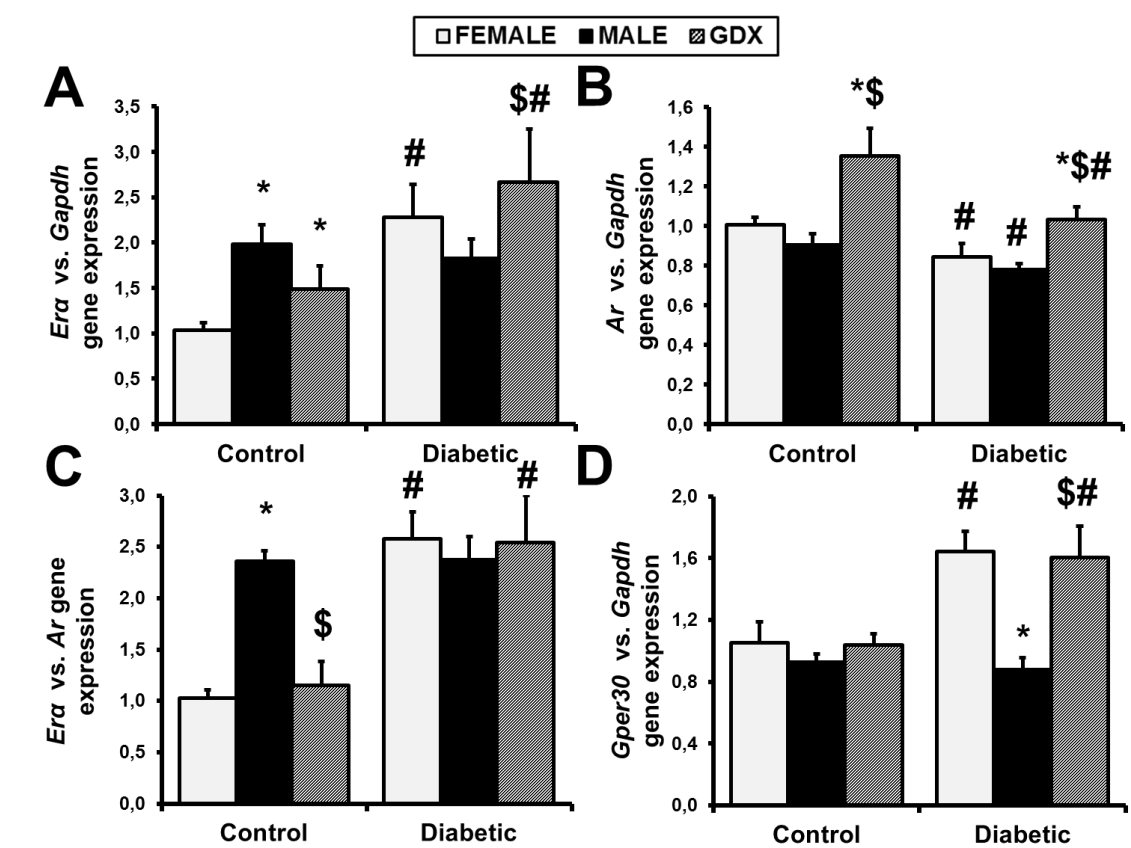 FEMALE MALE GDX
A
Erα vs. Gapdh
gene expression
3,5
3,0
2,5
2,0
1,5
1,0
0,5
0,0
*
*
#
$#
Control Diabetic
B
Ar vs. Gapdh
gene expression
1,6
1,4
1,2
1,0
0,8
0,6
0,4
0,2
0,0
*$
#
#
*$#
Control Diabetic
C
Erα vs. Ar gene
expression
3,0
2,5
2,0
1,5
1,0
0,5
0,0
*
$
#
#
Control Diabetic
D
Gper30 vs. Gapdh
gene expression
2,0
1,6
1,2
0,8
0,4
0,0
#
*
$#
Control Diabetic